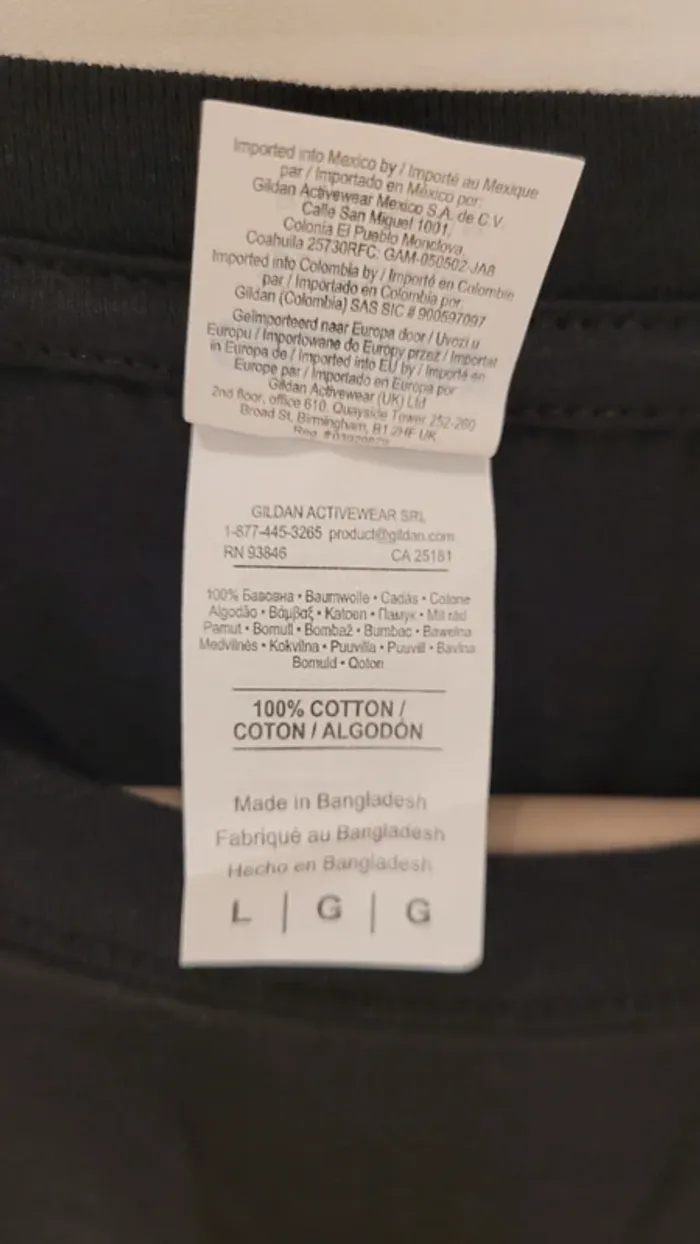 Imported into Mexico by / Importé au Mexique
par / Importado en México por:
Gildan Activewear Mexico S.A. de C.V.
Calle San Miguel 1001,
Colonia El Pueblo Monclova,
Coahuila 25730RFC: GAM-050502-JA8
Imported into Colombia by / Importé en Colombie
par / Importado en Colombia por:
Gildan (Colombia) SAS SIC # 900597097
Geïmporteerd naar Europa door / Uvozi u
Europu / Importowane do Europy przez / Importat
in Europa de / Imported into EU by / Importé en
Europe par / Importado en Europa por
Gildan Activewear (UK) Ltd
2nd floor, office 610, Quayside Tower 252-260
Broad St, Birmingham, B1 2HF UK
Reg.
GILDAN ACTIVEWEAR SRL
1-877-445-3265 product@gildan.com
RN 93846 CA 25181
100% Бавовна • Baumwolle • Cadás • Cotone
Algodão • Βάμβαξ • Katoen • Памук • Mil rad
Pamut • Bomull • Bombaž • Bumbac • Bawełna
Medvilnės • Kokvilna • Puuvilla • Puuvill • Bavlna
Bomuld • Qoton
100% COTTON /
COTON / ALGODÓN
Made in Bangladesh
Fabriqué au Bangladesh
Hecho en Bangladesh
L | G | G